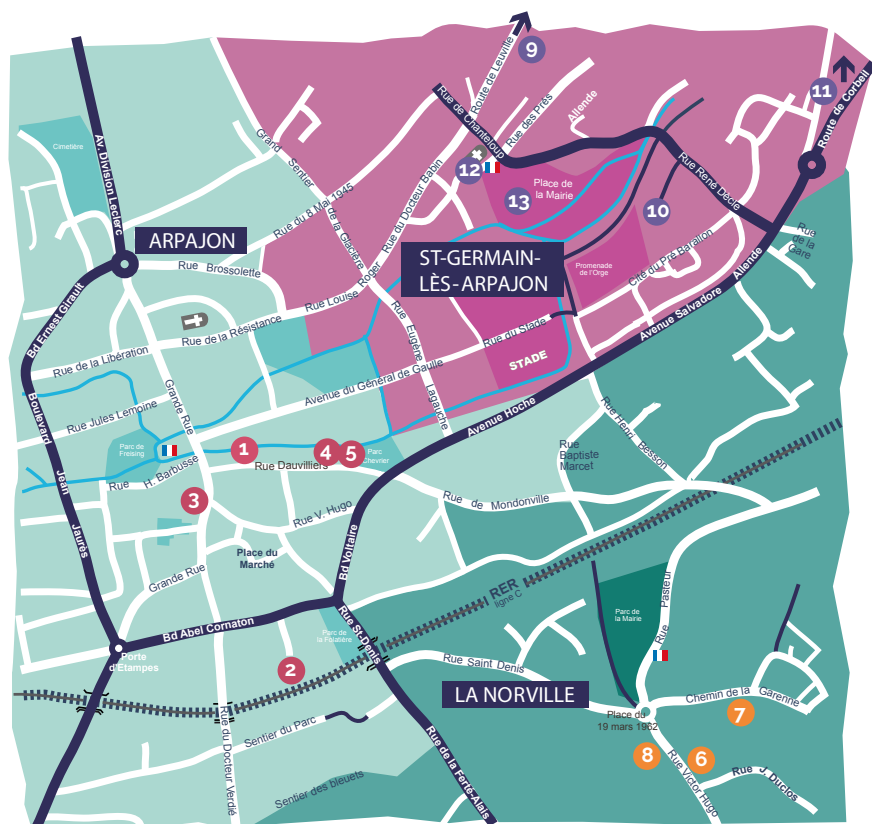 9
11
Route de Leuville
Rue de Chanteloup
Rue des Prés
Allende
Route de Corbeil
Av. Division Leclerc
Cimetière
Grand Sentier de la Glacière
12
13
Place de
la Mairie
10
Rue René Dècle
Rue du 8 Mai 1945
Rue du Docteur Babin
ARPAJON
Rue Brossolette
ST-GERMAIN-
LÈS-ARPAJON
Promenade
de l'Orge
Cité du Pré Barallon
Rue
de la
Gare
Bd Ernest Girault
Rue Louise Roger
Rue de la Résistance
Rue Eugène Lagauche
Rue du Stade
Avenue Salvadore Allende
Rue de la Libération
STADE
Avenue du Général de Gaulle
Grande Rue
Avenue Hoche
Boulevard Jean Jaurès
Rue Jules Lemoine
Parc de
Freising
1
4
5
Parc
Chevrier
Rue Dauvilliers
Rue H. Barbusse
Rue
Baptiste
Marcet
Rue Henri Besson
3
Rue de Mondonville
Rue V. Hugo
Place du
Marché
Bd Voltaire
Grande Rue
RER
ligne C
Parc de
la Mairie
Rue Pasteur
Bd Abel Cornaton
Parc de
la Folatière
Rue St-Denis
Porte
d'Etampes
2
Rue Saint Denis
LA NORVILLE
Chemin de la Garenne
7
Place du
19 mars 1962
Sentier du Parc
Rue du Docteur Verdié
Rue de la Ferté-Alais
8
6
Rue Victor Hugo
Rue J. Duclos
Sentier des bleuets